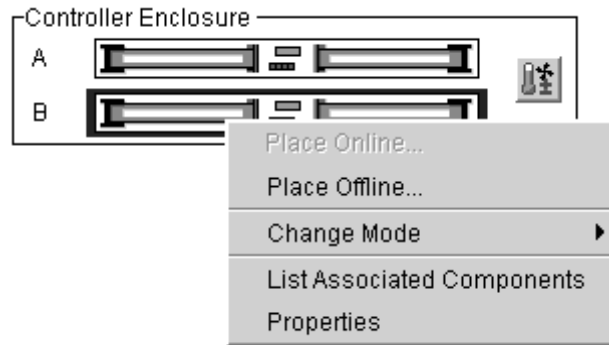 Controller Enclosure
A
B
Place Online...
Place Offline...
Change Mode
List Associated Components
Properties